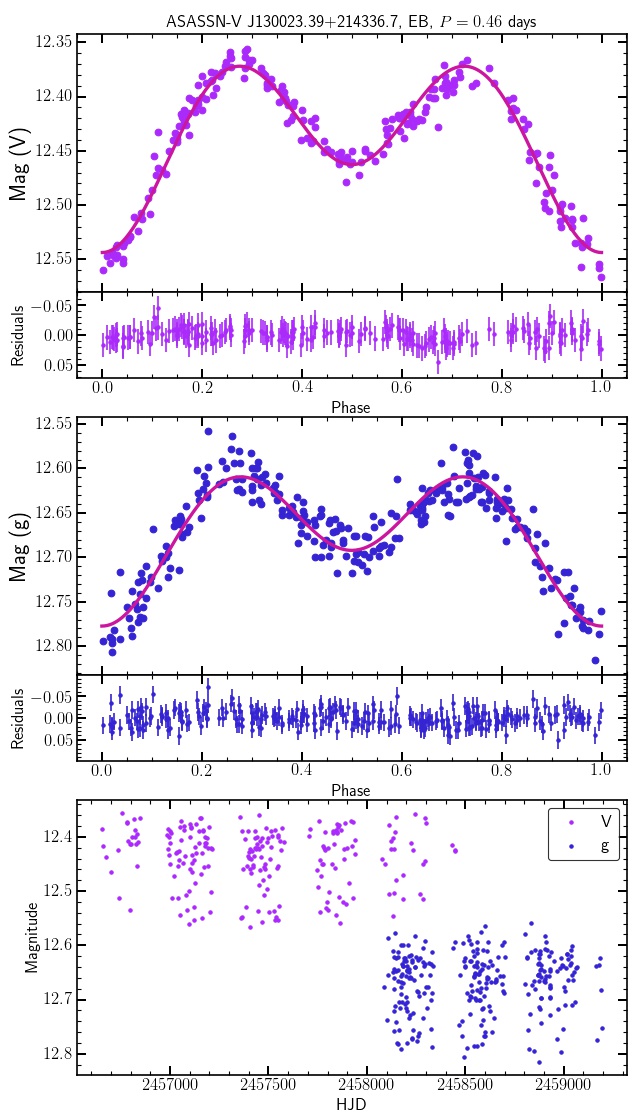 ASASSN-V J130023.39+214336.7, EB, P = 0.46 days
12.35
12.40
12.45
12.50
12.55
Mag (V)
−0.05
0.00
0.05
Residuals
0.0 0.2 0.4 0.6 0.8 1.0
Phase
12.55
12.60
12.65
12.70
12.75
12.80
Mag (g)
−0.05
0.00
0.05
Residuals
0.0 0.2 0.4 0.6 0.8 1.0
Phase
V
g
12.4
12.5
12.6
12.7
12.8
Magnitude
2457000 2457500 2458000 2458500 2459000
HJD